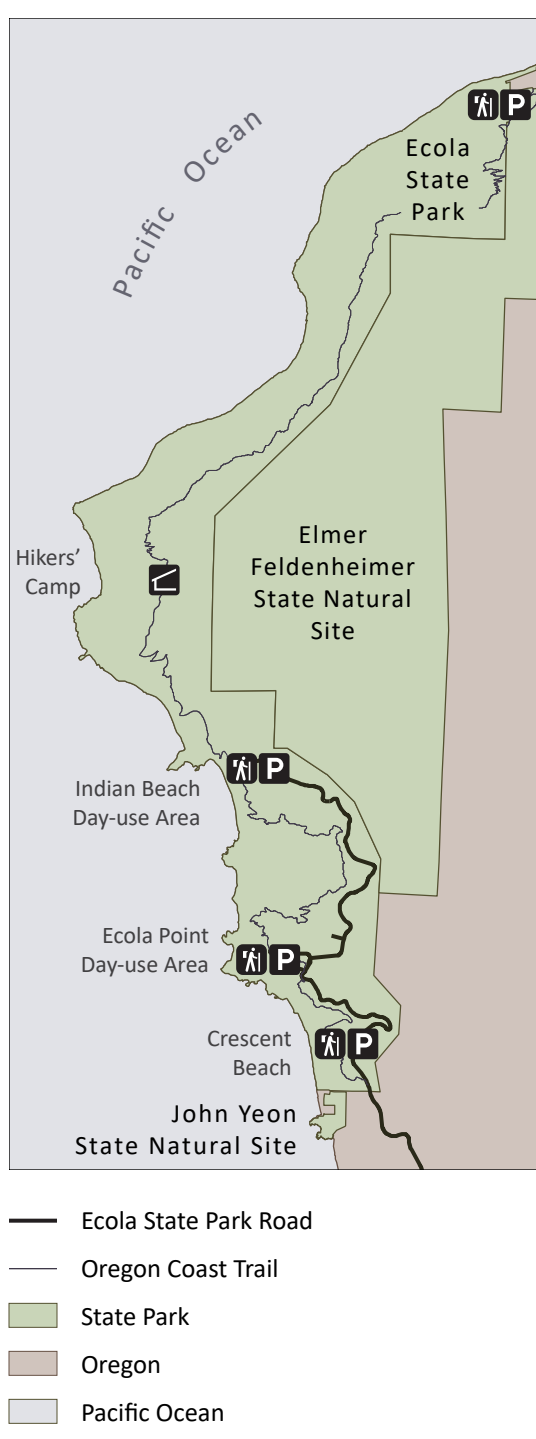 P
Ecola
State
Park
Pacific Ocean
Elmer
Feldenheimer
State Natural
Site
Hikers’
Camp
P
Indian Beach
Day-use Area
Ecola Point
Day-use Area
P
Crescent
Beach
P
John Yeon
State Natural Site
Ecola State Park Road
Oregon Coast Trail
State Park
Oregon
Pacific Ocean